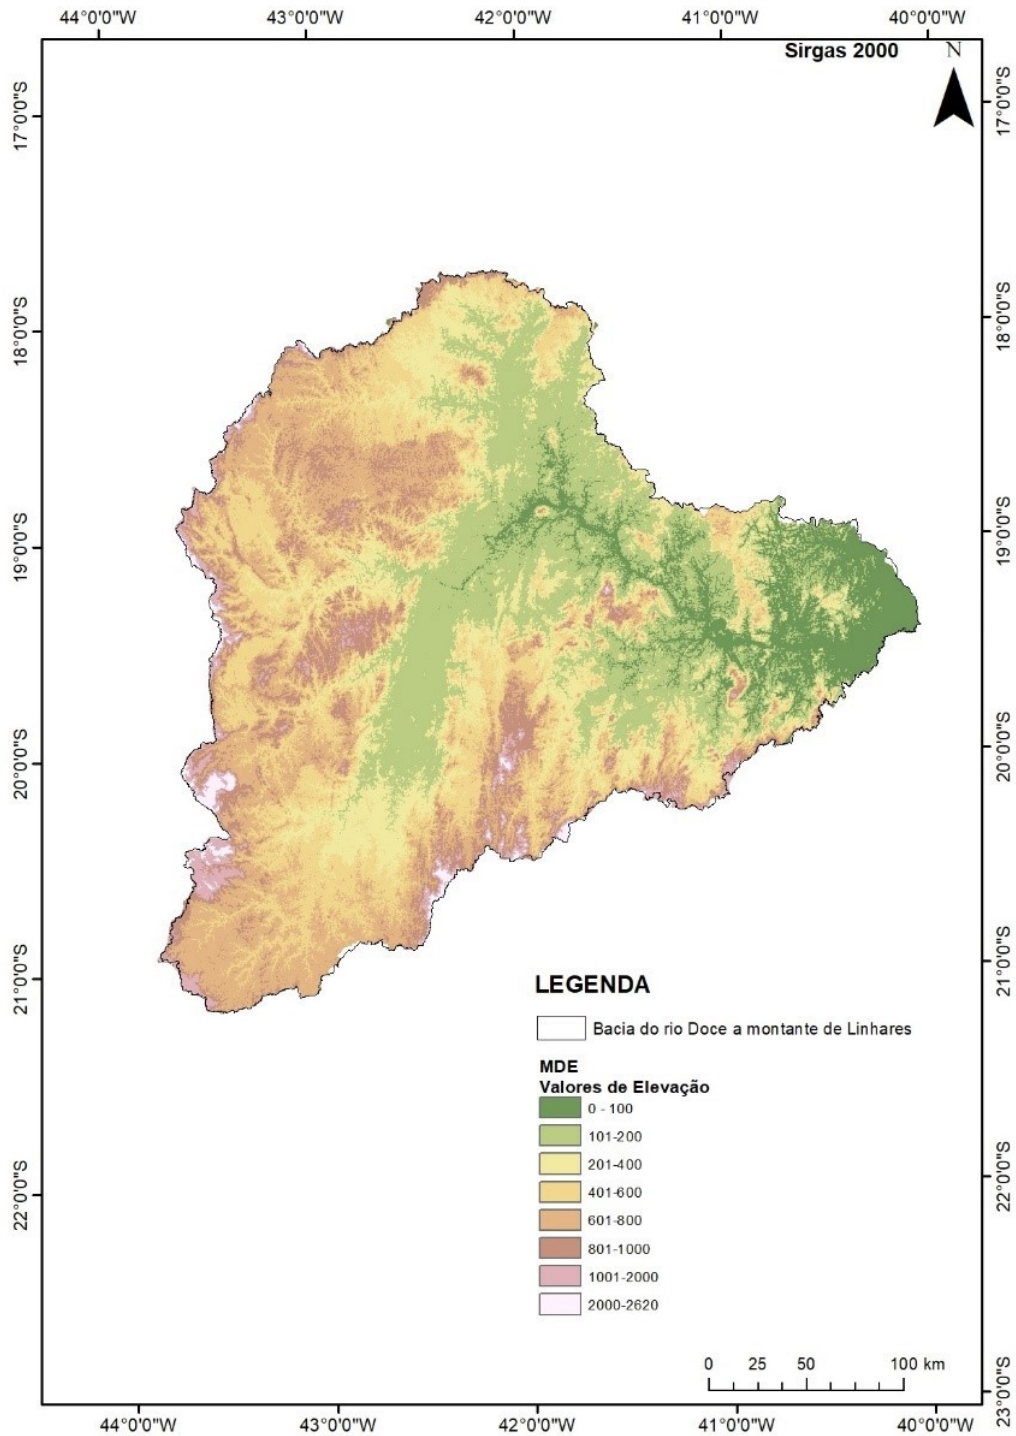 44°0'0"W 43°0'0"W 42°0'0"W 41°0'0"W 40°0'0"W
Sirgas 2000
N
17°0'0"S
17°0'0"S
18°0'0"S
18°0'0"S
19°0'0"S
19°0'0"S
20°0'0"S
20°0'0"S
21°0'0"S
21°0'0"S
LEGENDA
Bacia do rio Doce a montante de Linhares
MDE
Valores de Elevação
0 - 100
101-200
201-400
401-600
601-800
801-1000
1001-2000
2000-2620
22°0'0"S
22°0'0"S
0 25 50 100 km
23°0'0"S
44°0'0"W 43°0'0"W 42°0'0"W 41°0'0"W 40°0'0"W